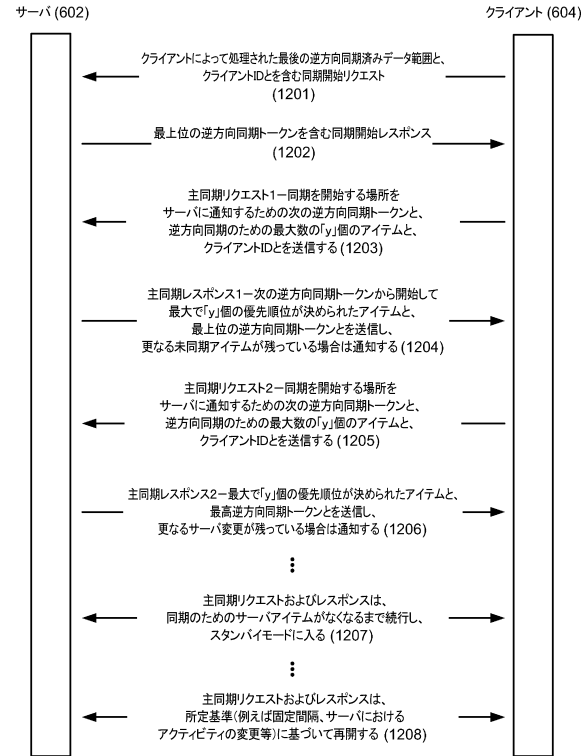 サーバ (602)
クライアント (604)
クライアントによって処理された最後の逆方向同期済みデータ範囲と、
クライアントIDとを含む同期開始リクエスト
(1201)
最上位の逆方向同期トークンを含む同期開始レスポンス
(1202)
主同期リクエスト1－同期を開始する場所を
サーバに通知するための次の逆方向同期トークンと、
逆方向同期のための最大数の「y」個のアイテムと、
クライアントIDとを送信する (1203)
主同期レスポンス1－次の逆方向同期トークンから開始して
最大で「y」個の優先順位が決められたアイテムと、
最上位の逆方向同期トークンとを送信し、
更なる未同期アイテムが残っている場合は通知する (1204)
主同期リクエスト2－同期を開始する場所を
サーバに通知するための次の逆方向同期トークンと、
逆方向同期のための最大数の「y」個のアイテムと、
クライアントIDとを送信する (1205)
主同期レスポンス2－最大で「y」個の優先順位が決められたアイテムと、
最高逆方向同期トークンとを送信し、
更なるサーバ変更が残っている場合は通知する (1206)
主同期リクエストおよびレスポンスは、
同期のためのサーバアイテムがなくなるまで続行し、
スタンバイモードに入る (1207)
主同期リクエストおよびレスポンスは、
所定基準(例えば固定間隔、サーバにおける
アクティビティの変更等)に基づいて再開する (1208)